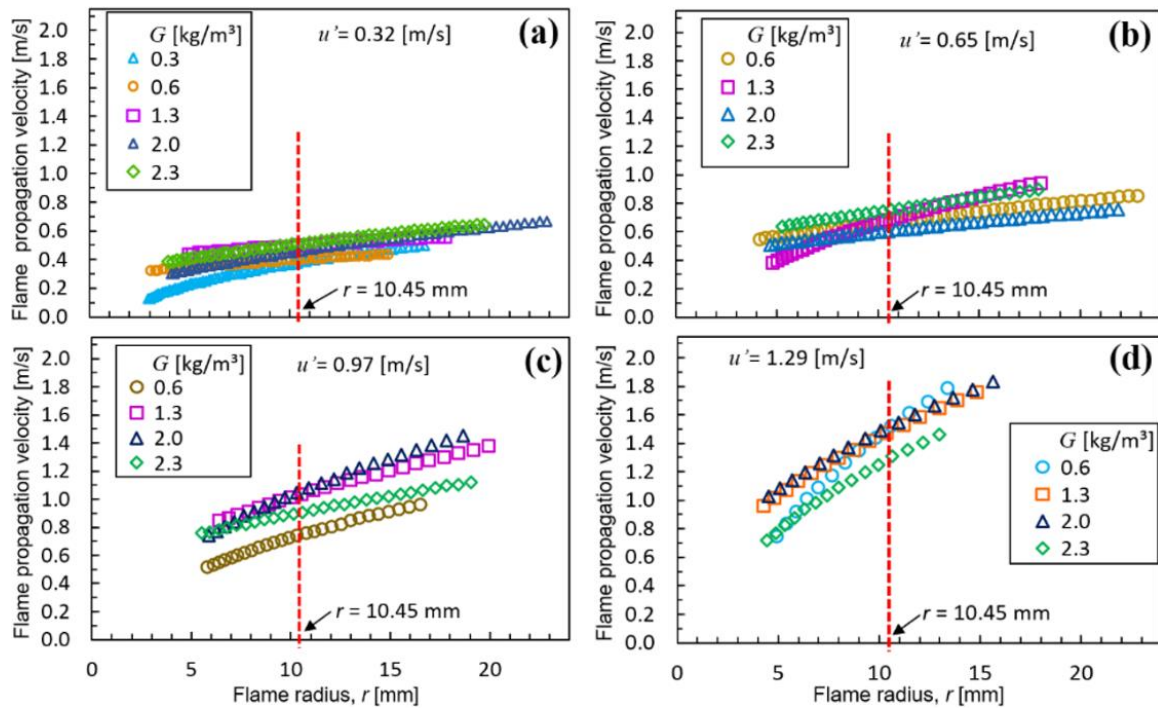 (a)
u'= 0.32 [m/s]
G [kg/m³]
0.3
0.6
1.3
2.0
2.3
r = 10.45 mm
Flame propagation velocity [m/s]
2.0
1.8
1.6
1.4
1.2
1.0
0.8
0.6
0.4
0.2
0.0
(b)
u'= 0.65 [m/s]
G [kg/m³]
0.6
1.3
2.0
2.3
r = 10.45 mm
Flame propagation velocity [m/s]
2.0
1.8
1.6
1.4
1.2
1.0
0.8
0.6
0.4
0.2
0.0
(c)
u'= 0.97 [m/s]
G [kg/m³]
0.6
1.3
2.0
2.3
r = 10.45 mm
Flame propagation velocity [m/s]
2.0
1.8
1.6
1.4
1.2
1.0
0.8
0.6
0.4
0.2
0.0
0 5 10 15 20
Flame radius, r [mm]
(d)
u'= 1.29 [m/s]
G [kg/m³]
0.6
1.3
2.0
2.3
r = 10.45 mm
Flame propagation velocity [m/s]
2.0
1.8
1.6
1.4
1.2
1.0
0.8
0.6
0.4
0.2
0.0
0 5 10 15 20
Flame radius, r [mm]